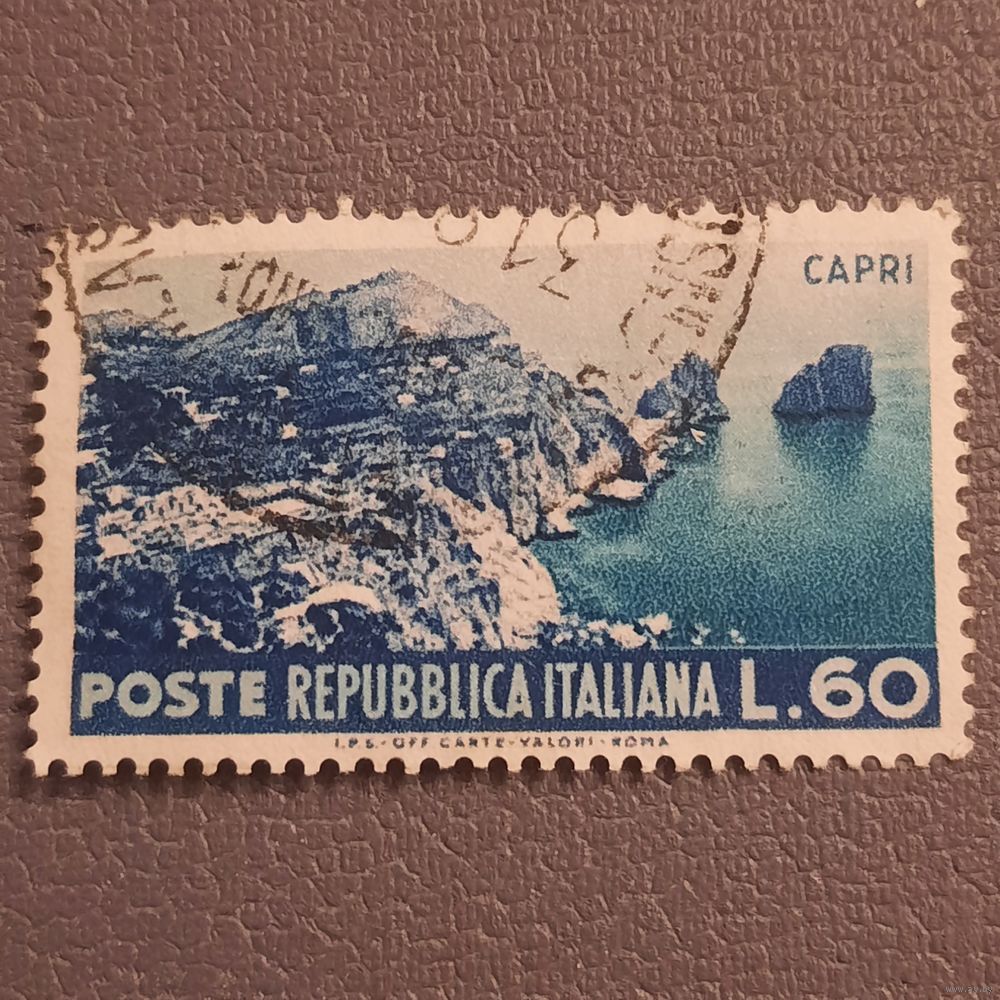 CAPRI
POSTE REPUBBLICA ITALIANA L.60
I.P.S.-OFF CARTE-VALORI-ROMA